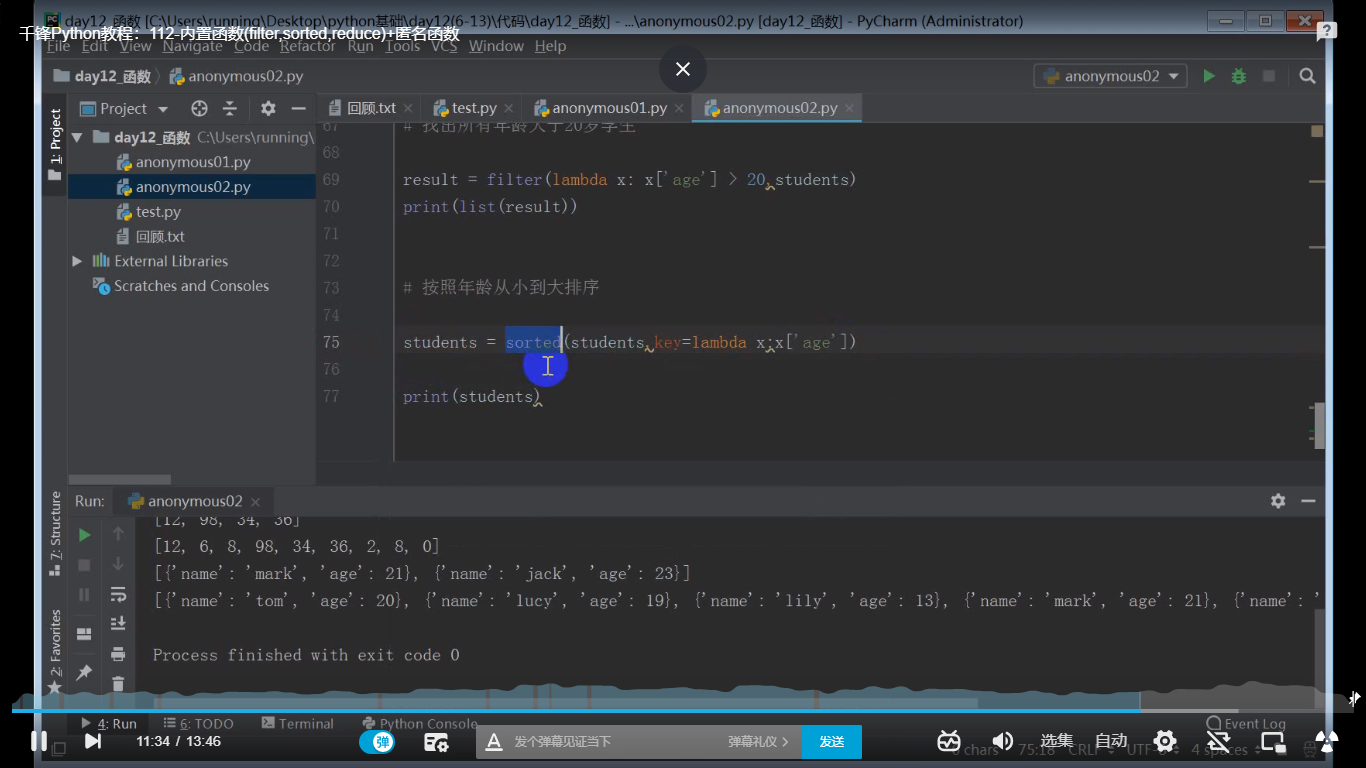 day12_函数 [C:\Users\running\Desktop\python基础\day12(6-13)\代码\day12_函数] - ...\anonymous02.py [day12_函数] - PyCharm (Administrator)
千锋Python教程：112-内置函数(filter,sorted,reduce)+匿名函数
File Edit View Navigate Code Refactor Run Tools VCS Window Help
day12_函数 anonymous02.py anonymous02
Project 回顾.txt test.py anonymous01.py anonymous02.py
1: Project
day12_函数 C:\Users\running\
anonymous01.py
anonymous02.py
test.py
回顾.txt
External Libraries
Scratches and Consoles
67 # 找出所有年龄大于20岁学生
68
69 result = filter(lambda x: x['age'] > 20,students)
70 print(list(result))
71
72
73 # 按照年龄从小到大排序
74
75 students = sorted(students,key=lambda x:x['age'])
76
77 print(students)
7: Structure
2: Favorites
Run: anonymous02
[12, 98, 34, 36]
[12, 6, 8, 98, 34, 36, 2, 8, 0]
[{'name': 'mark', 'age': 21}, {'name': 'jack', 'age': 23}]
[{'name': 'tom', 'age': 20}, {'name': 'lucy', 'age': 19}, {'name': 'lily', 'age': 13}, {'name': 'mark', 'age': 21}, {'name': '
Process finished with exit code 0
4: Run 6: TODO Terminal Python Console Event Log
11:34 / 13:46 弹 发个弹幕见证当下 弹幕礼仪 > 发送 选集 自动
6 chars 75:18 CRLF UTF-8 4 spaces